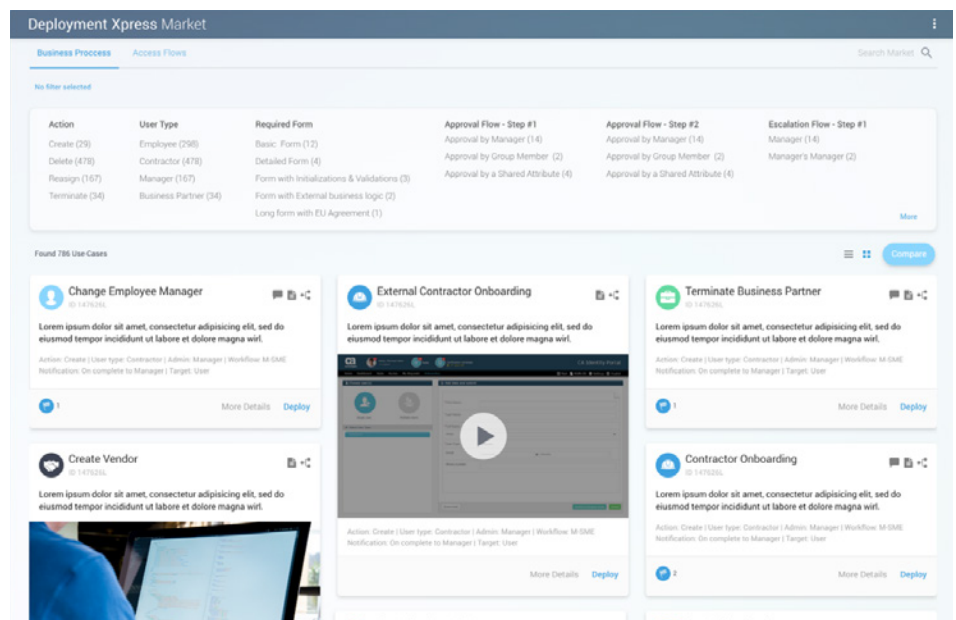 Deployment Xpress Market
Business Proccess Access Flows
Search Market
No filter selected
Action
Create (29)
Delete (478)
Reassign (167)
Terminate (34)
User Type
Employee (298)
Contractor (478)
Manager (167)
Business Partner (34)
Required Form
Basic Form (12)
Detailed Form (4)
Form with Initializations & Validations (3)
Form with External business logic (2)
Long form with EU Agreement (1)
Approval Flow - Step #1
Approval by Manager (14)
Approval by Group Member (2)
Approval by a Shared Attribute (4)
Approval Flow - Step #2
Approval by Manager (14)
Approval by Group Member (2)
Approval by a Shared Attribute (4)
Escalation Flow - Step #1
Manager (14)
Manager's Manager (2)
More
Found 786 Use-Cases
Compare
Change Employee Manager
ID 147626L
Lorem ipsum dolor sit amet, consectetur adipisicing elit, sed do
eiusmod tempor incididunt ut labore et dolore magna wirl.
Action: Create | User type: Contractor | Admin: Manager | Workflow: M-SME
Notification: On complete to Manager | Target: User
1
More Details Deploy
External Contractor Onboarding
ID 147626L
Lorem ipsum dolor sit amet, consectetur adipisicing elit, sed do
eiusmod tempor incididunt ut labore et dolore magna wirl.
CA Identity Portal
Action: Create | User type: Contractor | Admin: Manager | Workflow: M-SME
Notification: On complete to Manager | Target: User
More Details Deploy
Terminate Business Partner
ID 147626L
Lorem ipsum dolor sit amet, consectetur adipisicing elit, sed do
eiusmod tempor incididunt ut labore et dolore magna wirl.
Action: Create | User type: Contractor | Admin: Manager | Workflow: M-SME
Notification: On complete to Manager | Target: User
1
More Details Deploy
Create Vendor
ID 147626L
Lorem ipsum dolor sit amet, consectetur adipisicing elit, sed do
eiusmod tempor incididunt ut labore et dolore magna wirl.
Contractor Onboarding
ID 147626L
Lorem ipsum dolor sit amet, consectetur adipisicing elit, sed do
eiusmod tempor incididunt ut labore et dolore magna wirl.
Action: Create | User type: Contractor | Admin: Manager | Workflow: M-SME
Notification: On complete to Manager | Target: User
2
More Details Deploy